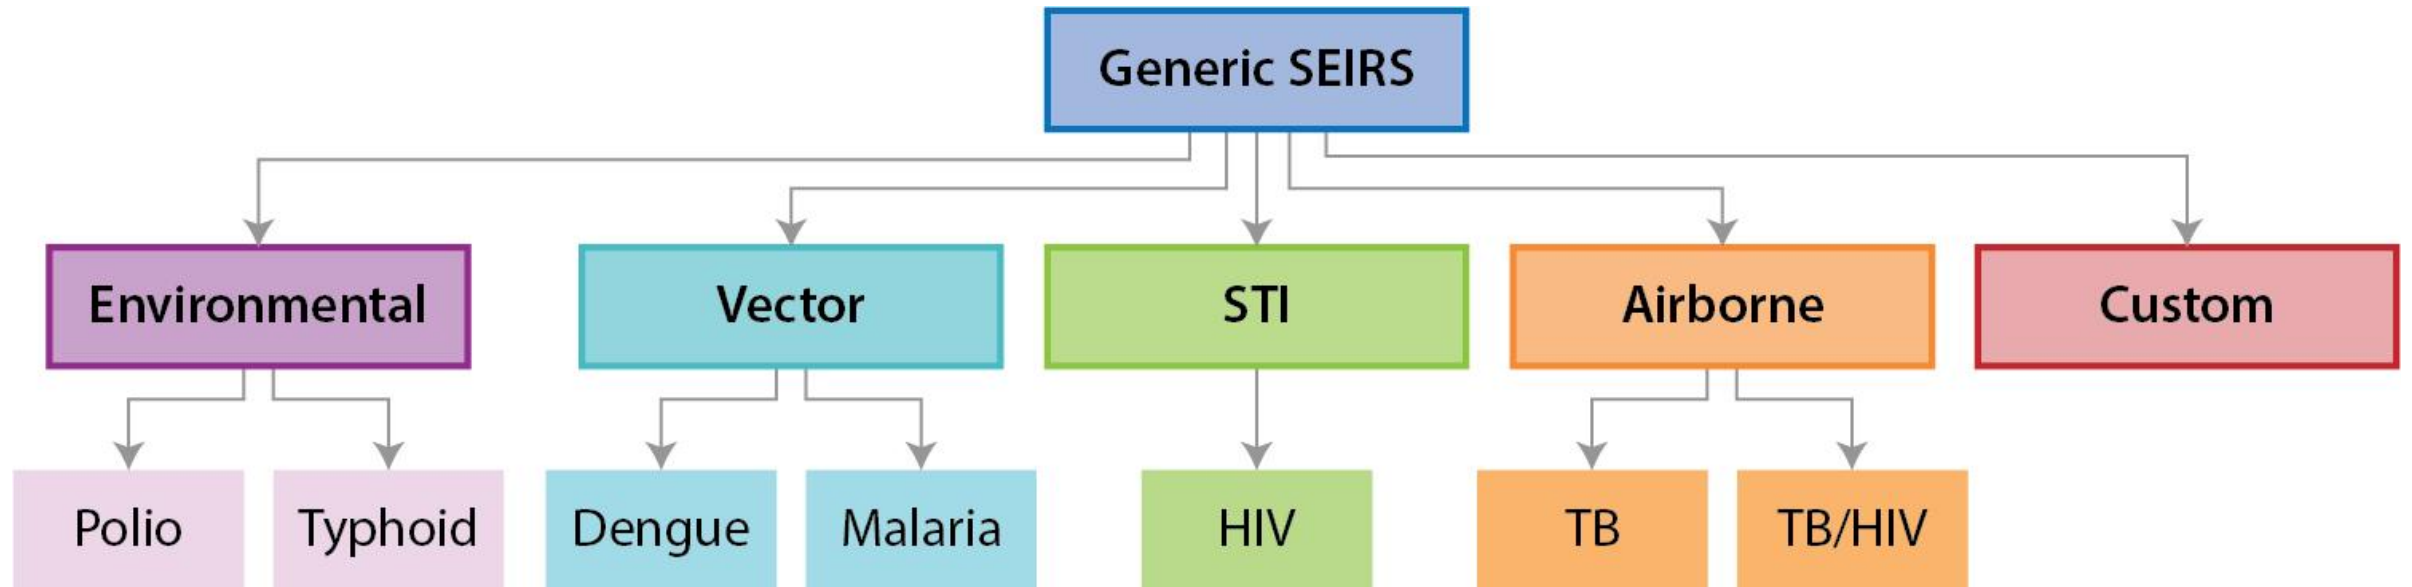 Generic SEIRS
Environmental
Vector
STI
Airborne
Custom
Polio
Typhoid
Dengue
Malaria
HIV
TB
TB/HIV